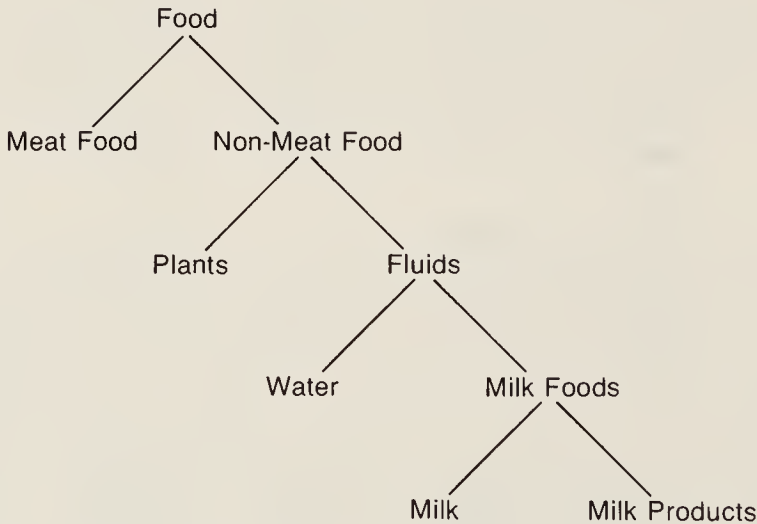 Food
Meat Food Non-Meat Food
Plants Fluids
Water Milk Foods
Milk Milk Products